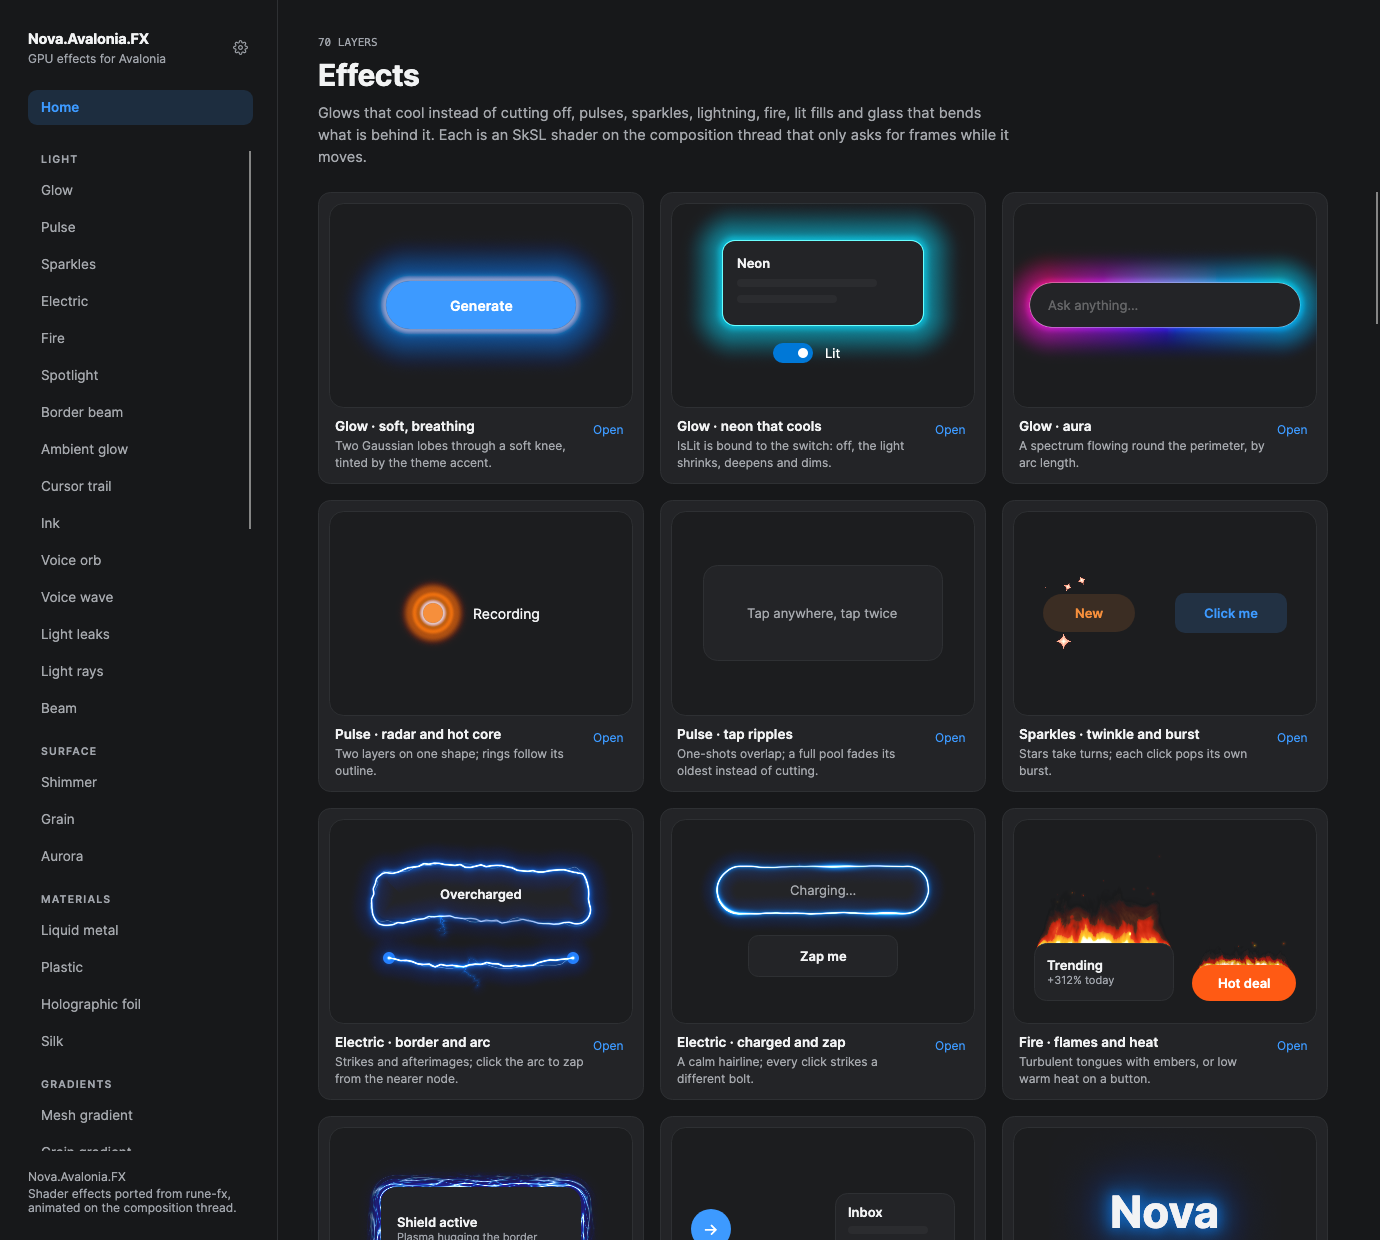 Nova.Avalonia.FX
GPU effects for Avalonia
Home
LIGHT
Glow
Pulse
Sparkles
Electric
Fire
Spotlight
Border beam
Ambient glow
Cursor trail
Ink
Voice orb
Voice wave
Light leaks
Light rays
Beam
SURFACE
Shimmer
Grain
Aurora
MATERIALS
Liquid metal
Plastic
Holographic foil
Silk
GRADIENTS
Mesh gradient
Grain gradient
Nova.Avalonia.FX
Shader effects ported from rune-fx,
animated on the composition thread.
70 LAYERS
Effects
Glows that cool instead of cutting off, pulses, sparkles, lightning, fire, lit fills and glass that bends
what is behind it. Each is an SkSL shader on the composition thread that only asks for frames while it
moves.
Generate
Glow · soft, breathing
Open
Two Gaussian lobes through a soft knee,
tinted by the theme accent.
Neon
Lit
Glow · neon that cools
Open
IsLit is bound to the switch: off, the light
shrinks, deepens and dims.
Ask anything...
Glow · aura
Open
A spectrum flowing round the perimeter, by
arc length.
Recording
Pulse · radar and hot core
Open
Two layers on one shape; rings follow its
outline.
Tap anywhere, tap twice
Pulse · tap ripples
Open
One-shots overlap; a full pool fades its
oldest instead of cutting.
New
Click me
Sparkles · twinkle and burst
Open
Stars take turns; each click pops its own
burst.
Overcharged
Electric · border and arc
Open
Strikes and afterimages; click the arc to zap
from the nearer node.
Charging...
Zap me
Electric · charged and zap
Open
A calm hairline; every click strikes a
different bolt.
Trending
+312% today
Hot deal
Fire · flames and heat
Open
Turbulent tongues with embers, or low
warm heat on a button.
Shield active
Plasma hugging the border
Inbox
Nova